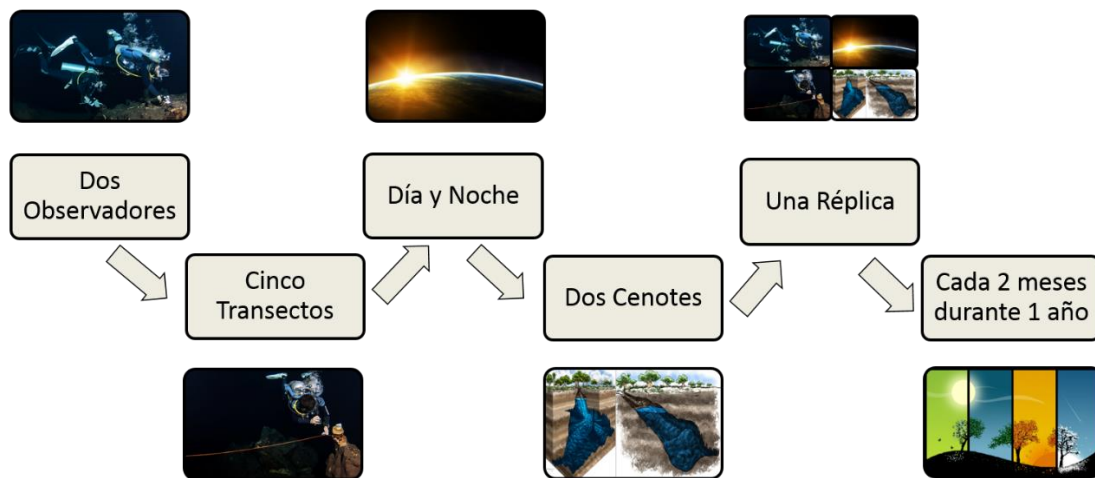 Dos
Observadores
Cinco
Transectos
Día y Noche
Dos Cenotes
Una Réplica
Cada 2 meses
durante 1 año